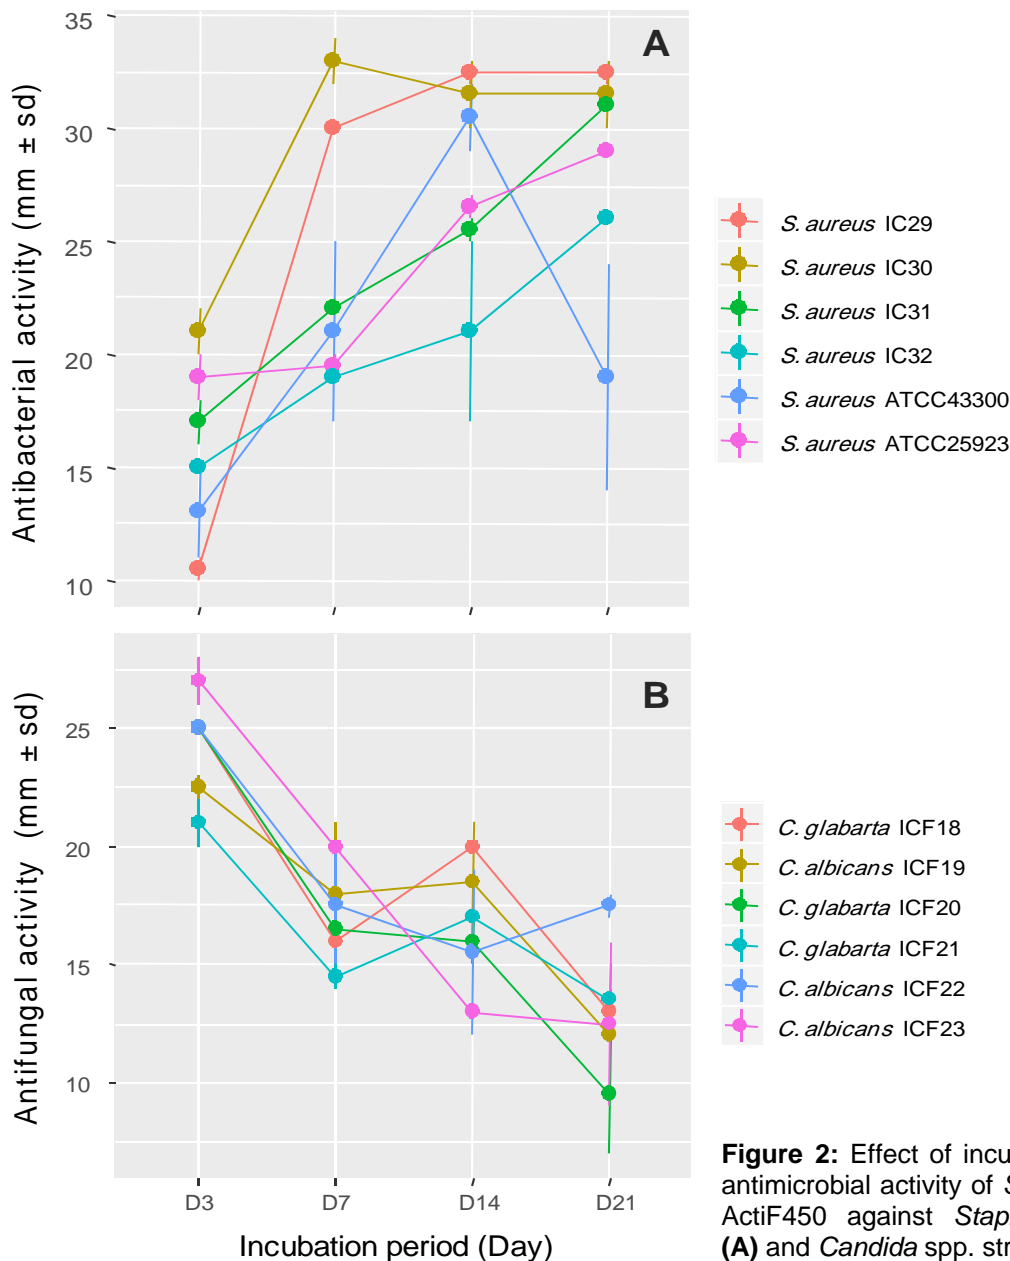 Antibacterial activity (mm ± sd)
35
30
25
20
15
10
A
S. aureus IC29
S. aureus IC30
S. aureus IC31
S. aureus IC32
S. aureus ATCC43300
S. aureus ATCC25923
Antifungal activity (mm ± sd)
25
20
15
10
B
C. glabarta ICF18
C. albicans ICF19
C. glabarta ICF20
C. glabarta ICF21
C. albicans ICF22
C. albicans ICF23
D3 D7 D14 D21
Incubation period (Day)
Figure 2: Effect of incu
antimicrobial activity of S
ActiF450 against Stap
(A) and Candida spp. str